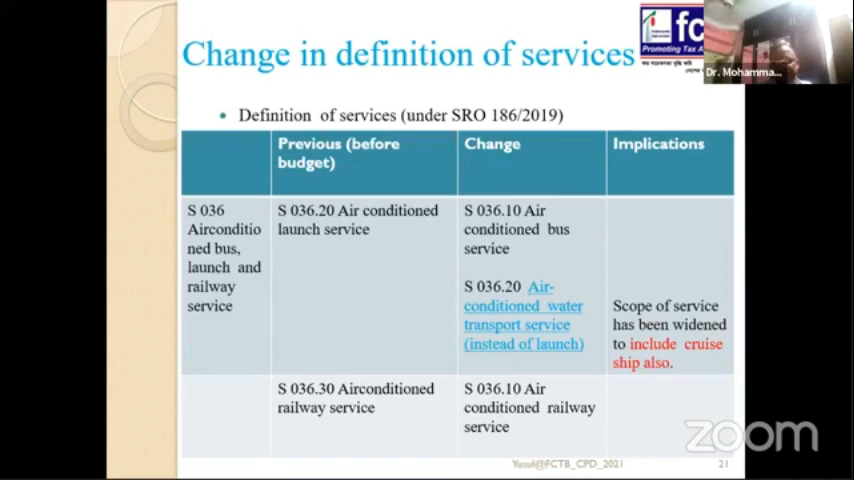 Change in definition of services
fc
Promoting Tax A
Dr. Mohamma...
• Definition of services (under SRO 186/2019)
Previous (before
budget)
Change
Implications
S 036
Airconditio
ned bus,
launch and
railway
service
S 036.20 Air conditioned
launch service
S 036.10 Air
conditioned bus
service
S 036.20 Air-
conditioned water
transport service
(instead of launch)
Scope of service
has been widened
to include cruise
ship also.
S 036.30 Airconditioned
railway service
S 036.10 Air
conditioned railway
service
zoom
Yusuf@FCTB_CPD_2021
21